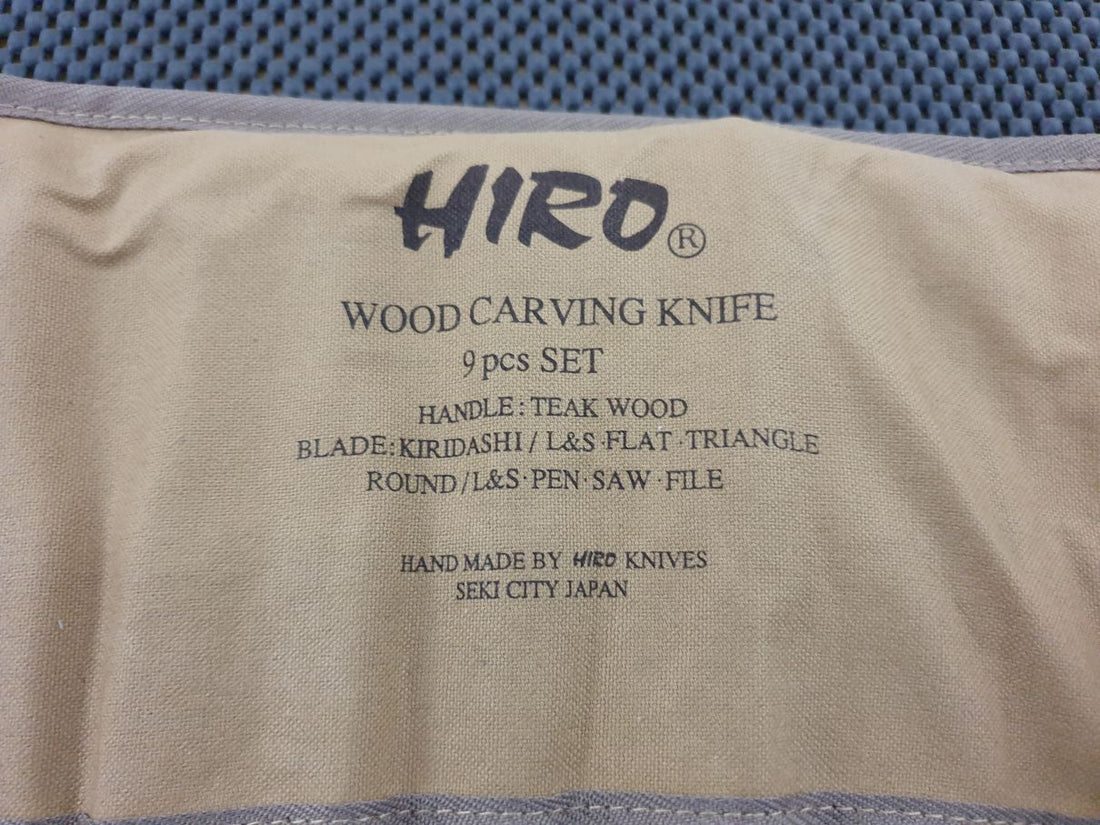 HIRO®
WOOD CARVING KNIFE
9 pcs SET
HANDLE: TEAK WOOD
BLADE: KIRIDASHI / L&S·FLAT·TRIANGLE
ROUND/L&S·PEN·SAW·FILE
HAND MADE BY HIRO KNIVES
SEKI CITY JAPAN